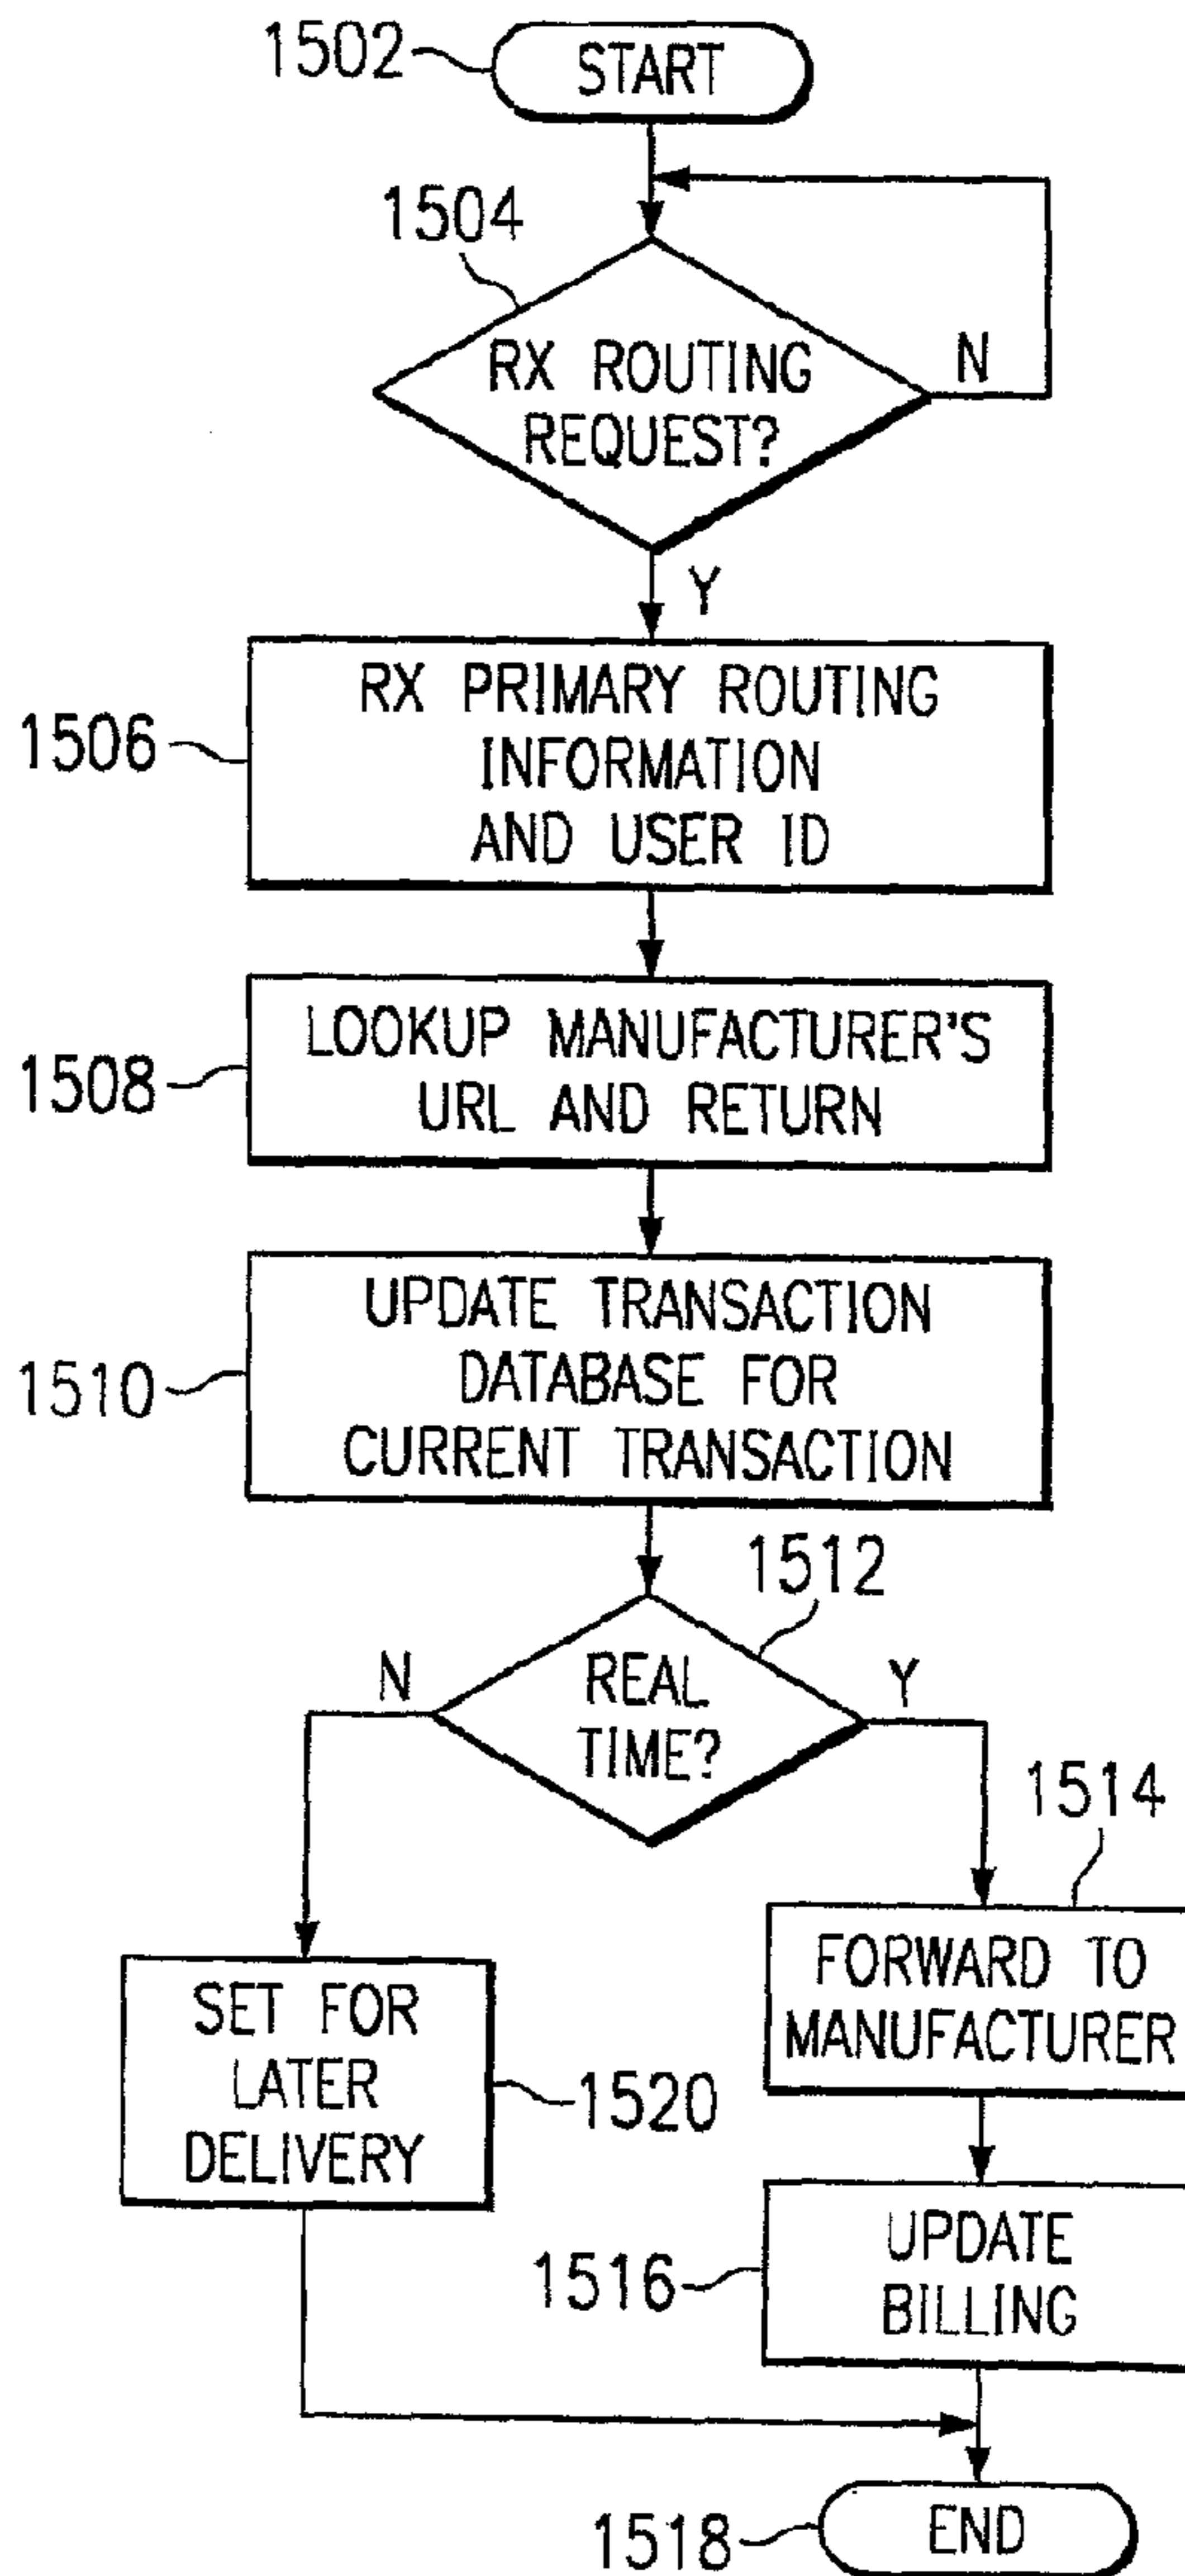 1502
START
1504
RX ROUTING
REQUEST?
N
Y
1506
RX PRIMARY ROUTING
INFORMATION
AND USER ID
1508
LOOKUP MANUFACTURER'S
URL AND RETURN
1510
UPDATE TRANSACTION
DATABASE FOR
CURRENT TRANSACTION
1512
N
REAL
TIME?
Y
1514
FORWARD TO
MANUFACTURER
SET FOR
LATER
DELIVERY
1520
1516
UPDATE
BILLING
1518
END